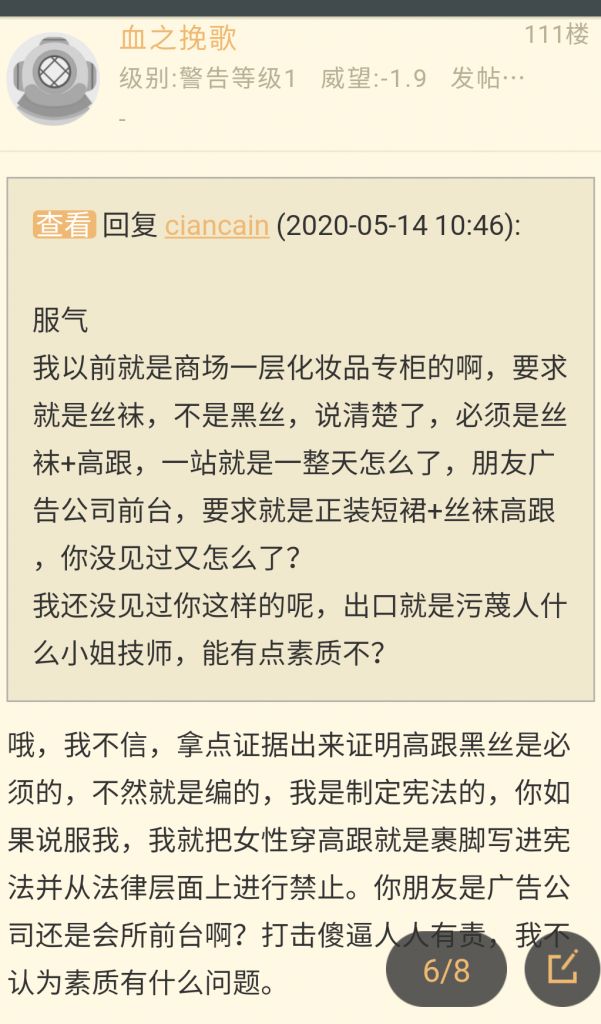 血之挽歌
111楼
级别:警告等级1 威望:-1.9 发帖…
-
查看 回复 ciancain (2020-05-14 10:46):
服气
我以前就是商场一层化妆品专柜的啊，要求
就是丝袜，不是黑丝，说清楚了，必须是丝
袜+高跟，一站就是一整天怎么了，朋友广
告公司前台，要求就是正装短裙+丝袜高跟
，你没见过又怎么了？
我还没见过你这样的呢，出口就是污蔑人什
么小姐技师，能有点素质不？
哦，我不信，拿点证据出来证明高跟黑丝是必
须的，不然就是编的，我是制定宪法的，你如
果说服我，我就把女性穿高跟就是裹脚写进宪
法并从法律层面上进行禁止。你朋友是广告公
司还是会所前台啊？打击傻逼人人有责，我不
认为素质有什么问题。
6/8